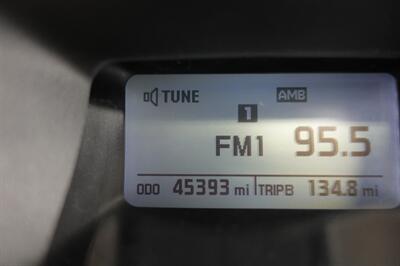 TUNE AMB
1
FM1 95.5
ODO 45393 mi TRIPB 134.8 mi